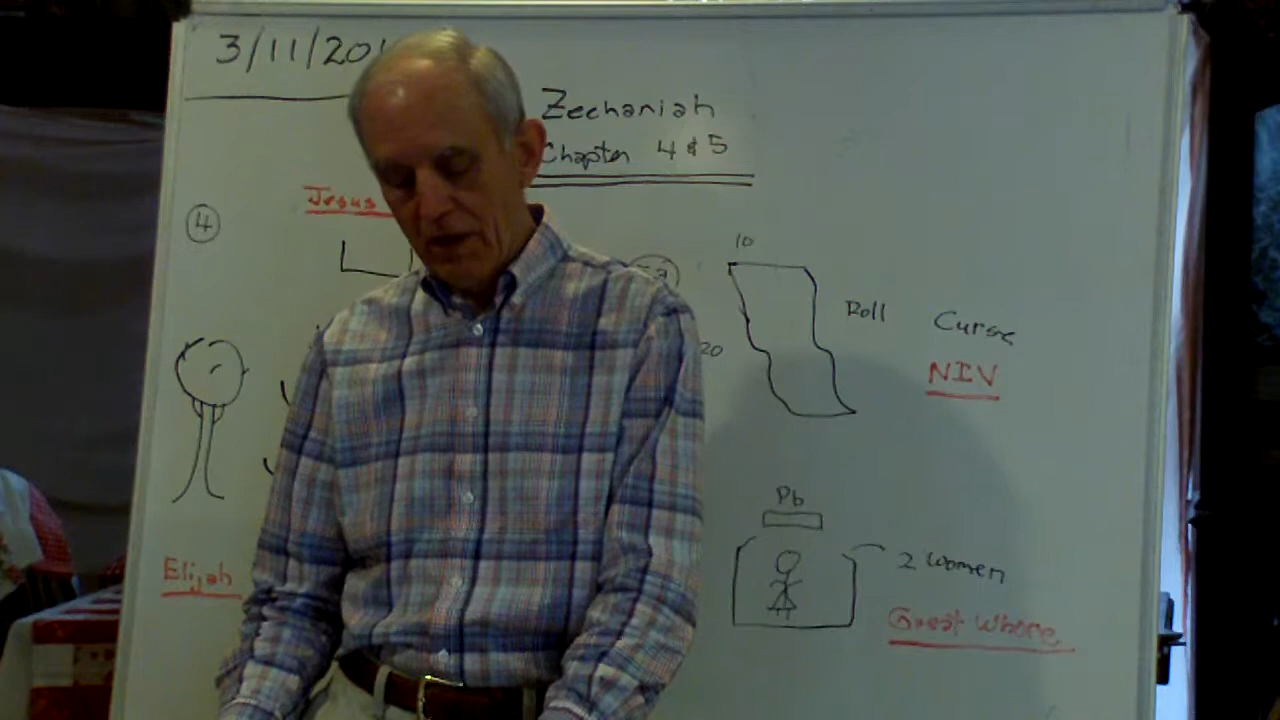 3/11/201
Zechariah
Chapter 4 & 5
Jesus
4
10
Roll
Curse
20
NIV
Pb
2 women
Elijah
Great Whore